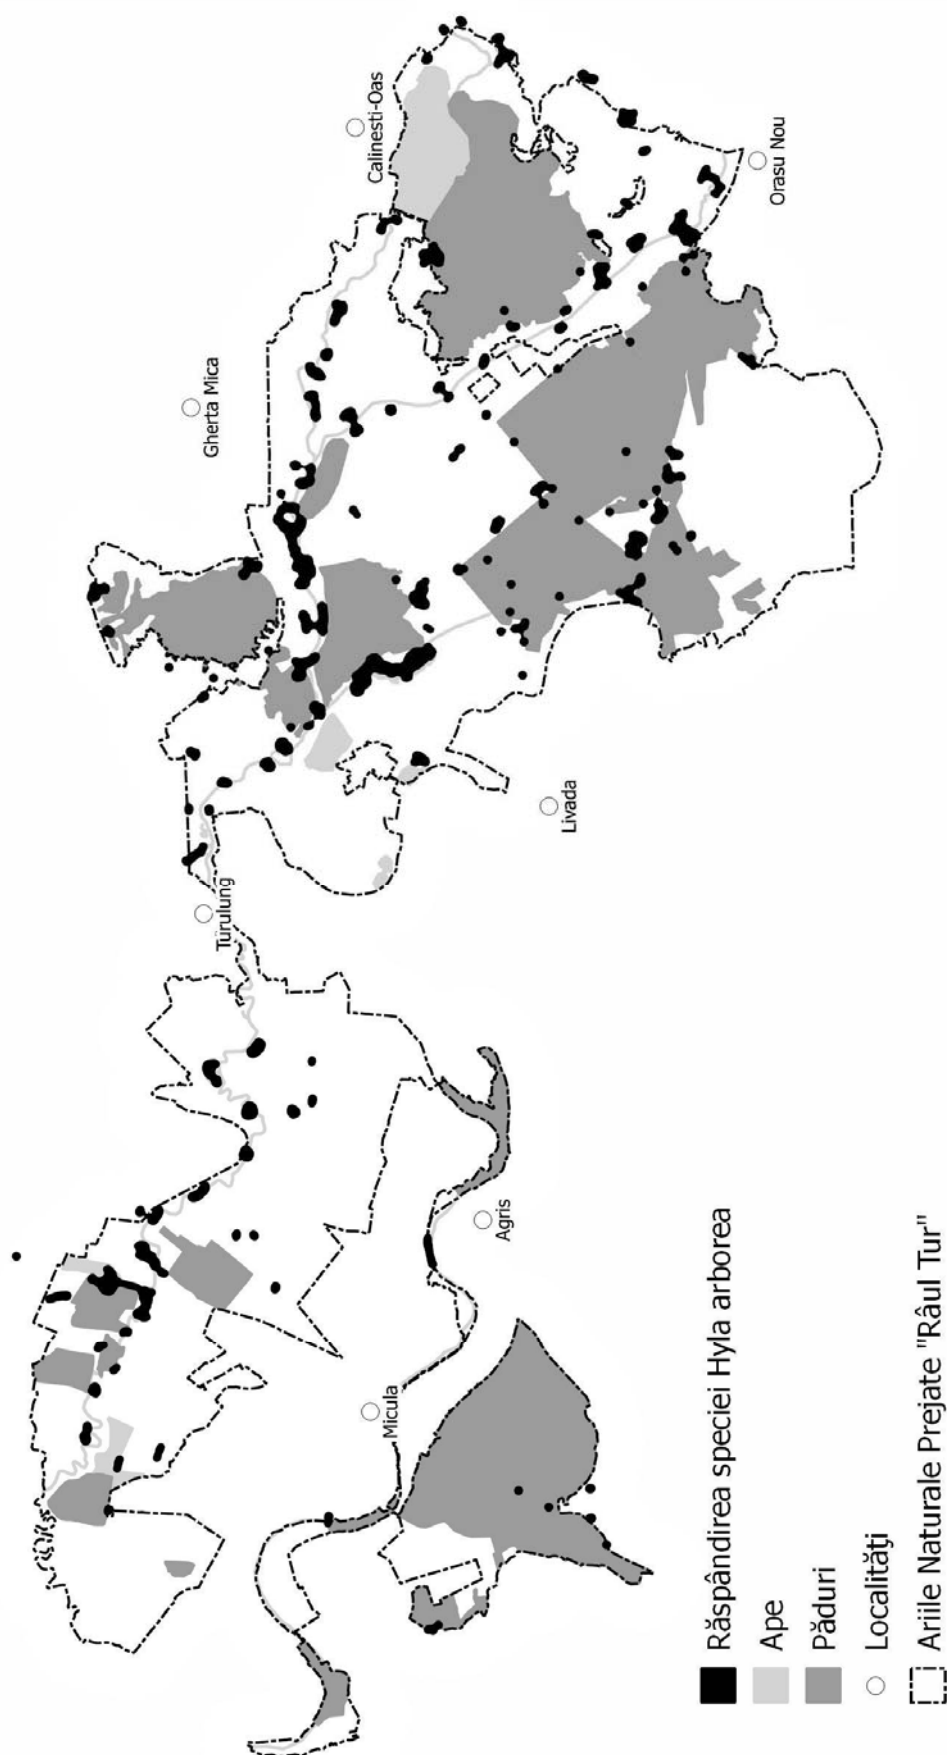 Calinesti-Oas
Gherta Mica
Orasu Nou
Turulung
Livada
Agris
Micula
Răspândirea speciei Hyla arborea
Ape
Păduri
Localităţi
Ariile Naturale Prejate "Râul Tur"